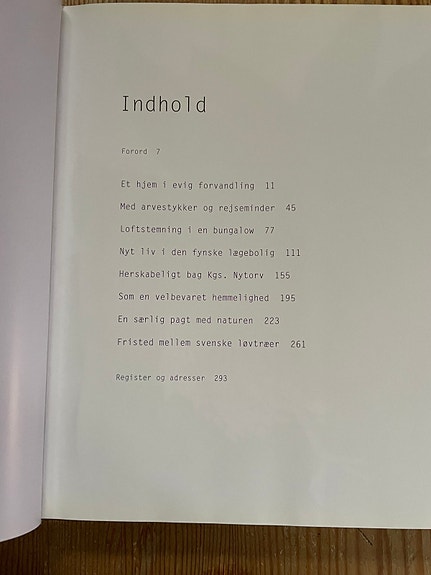 Indhold
Forord 7
Et hjem i evig forvandling 11
Med arvestykker og rejseminder 45
Loftstemning i en bungalow 77
Nyt liv i den fynske lægebolig 111
Herskabeligt bag Kgs. Nytorv 155
Som en velbevaret hemmelighed 195
En særlig pagt med naturen 223
Fristed mellem svenske løvtræer 261
Register og adresser 293